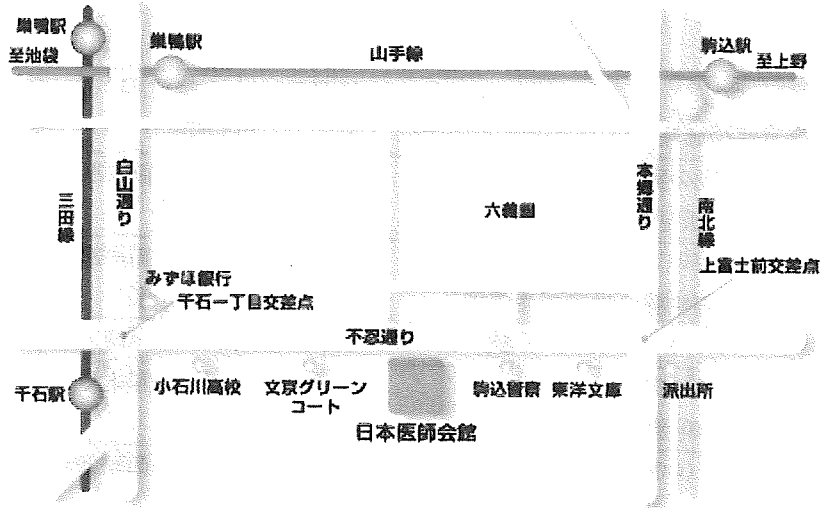 巣鴨駅
至池袋
巣鴨駅
山手線
駒込駅
至上野
三田線
白山通り
六義園
本郷通り
南北線
上富士前交差点
みずほ銀行
千石一丁目交差点
不忍通り
千石駅
小石川高校
文京グリーン
コート
駒込警察
東洋文庫
派出所
日本医師会館